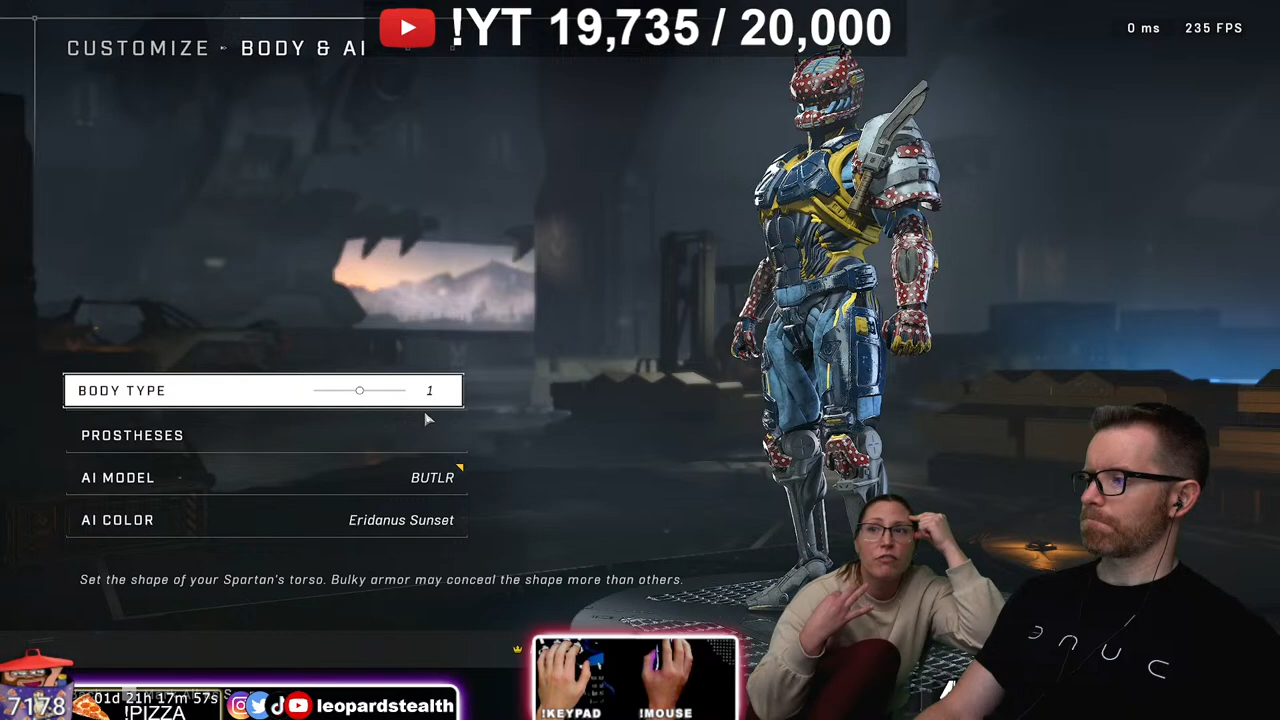 !YT 19,735 / 20,000
0 ms 235 FPS
CUSTOMIZE BODY & AI
BODY TYPE 1
PROSTHESES
AI MODEL BUTLR
AI COLOR Eridanus Sunset
Set the shape of your Spartan's torso. Bulky armor may conceal the shape more than others.
7178
01d 21h 17m 57s
!PIZZA
leopardstealth
!KEYPAD !MOUSE